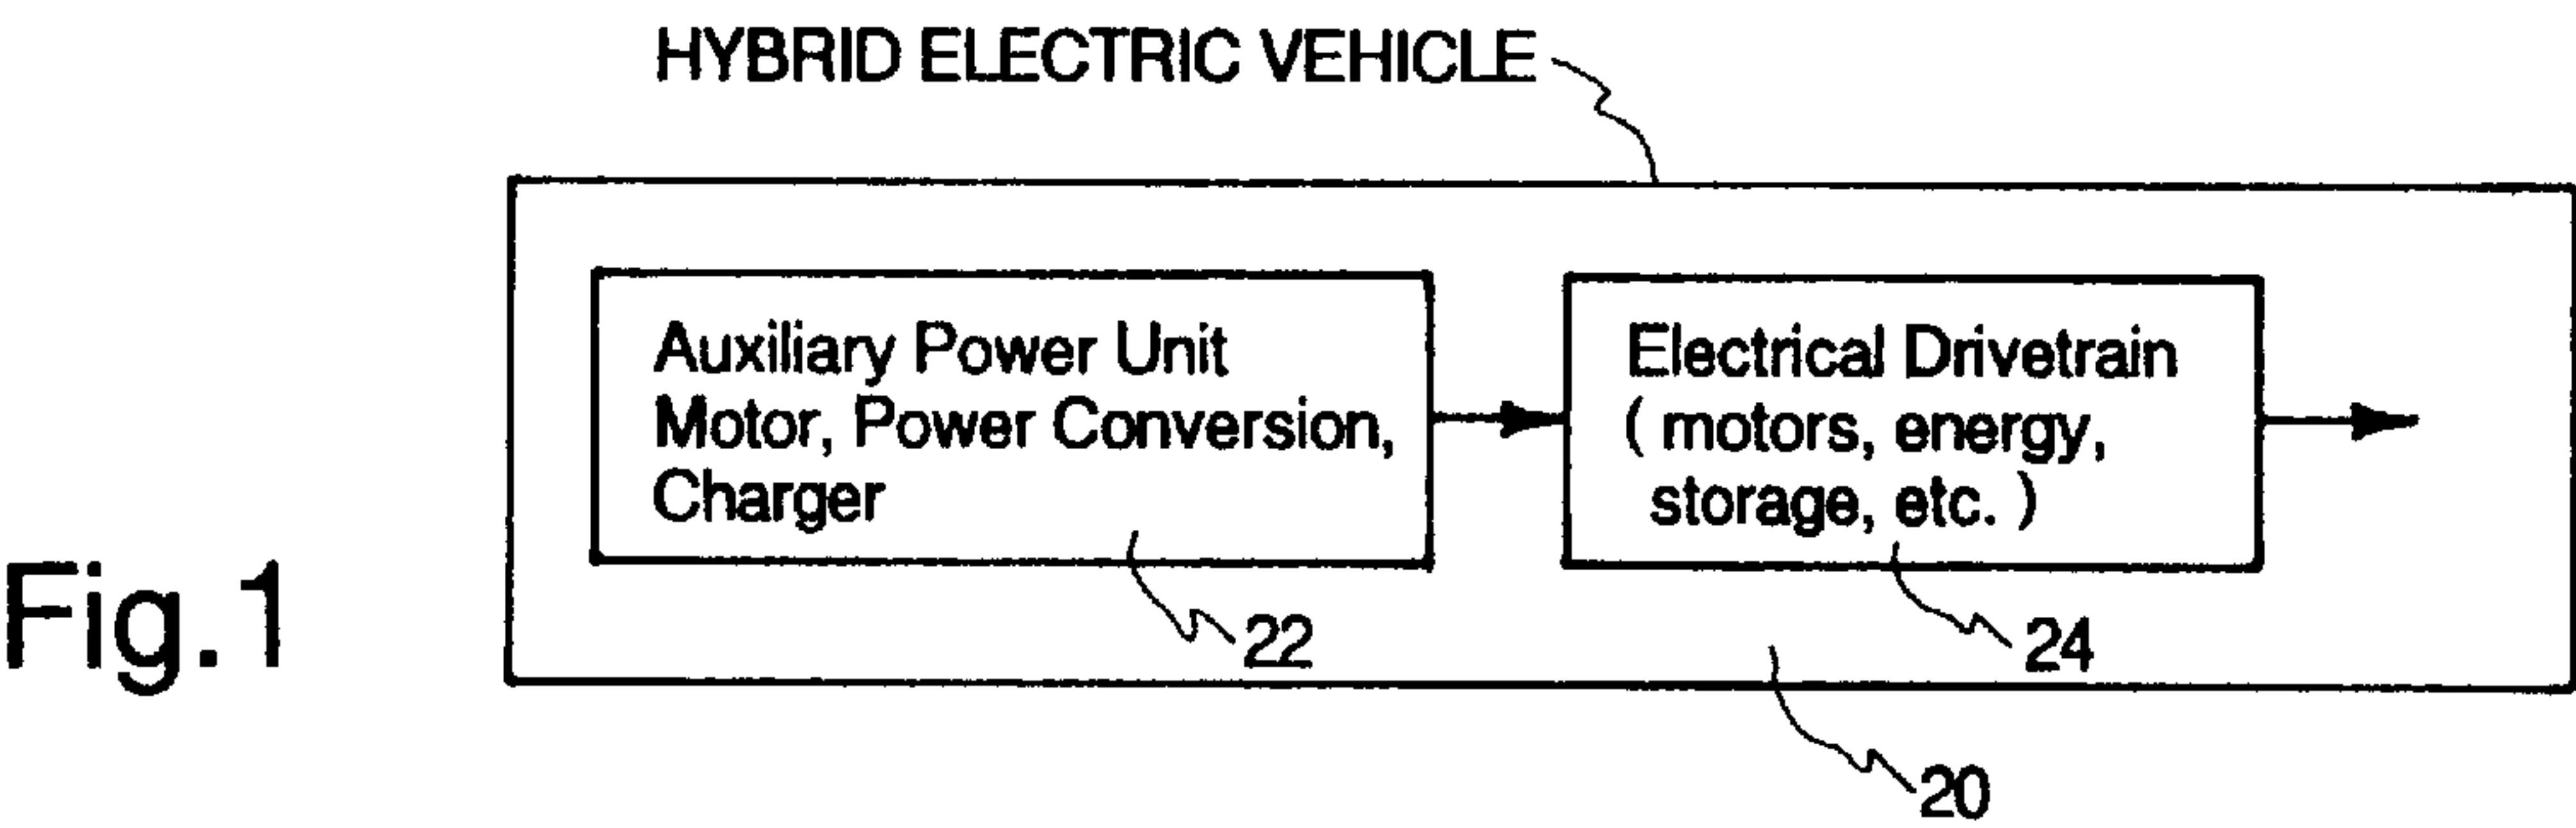 HYBRID ELECTRIC VEHICLE
Auxiliary Power Unit
Motor, Power Conversion,
Charger
Electrical Drivetrain
( motors, energy,
storage, etc. )
22
24
20
Fig.1